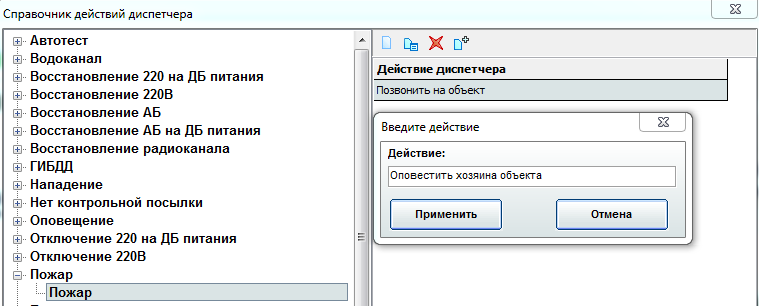 Справочник действий диспетчера
Автотест
Водоканал
Восстановление 220 на ДБ питания
Восстановление 220В
Восстановление АБ
Восстановление АБ на ДБ питания
Восстановление радиоканала
ГИБДД
Нападение
Нет контрольной посылки
Оповещение
Отключение 220 на ДБ питания
Отключение 220В
Пожар
Пожар
Действие диспетчера
Позвонить на объект
Введите действие
Действие:
Оповестить хозяина объекта
Применить
Отмена